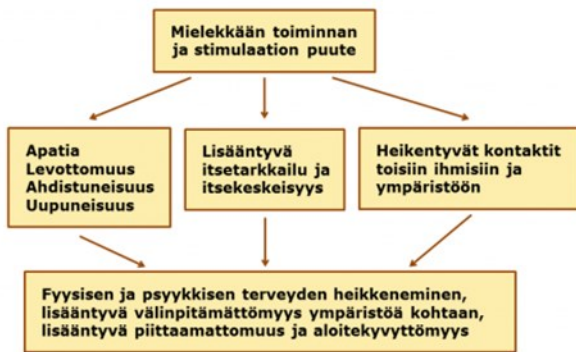 Mielekkään toiminnan
ja stimulaation puute
Apatia
Levottomuus
Ahdistuneisuus
Uupuneisuus
Lisääntyvä
itsetarkkailu ja
itsekeskeisyys
Heikentyvät kontaktit
toisiin ihmisiin ja
ympäristöön
Fyysisen ja psyykkisen terveyden heikkeneminen,
lisääntyvä välinpitämättömyys ympäristöä kohtaan,
lisääntyvä piittaamattomuus ja aloitekyvyttömyys